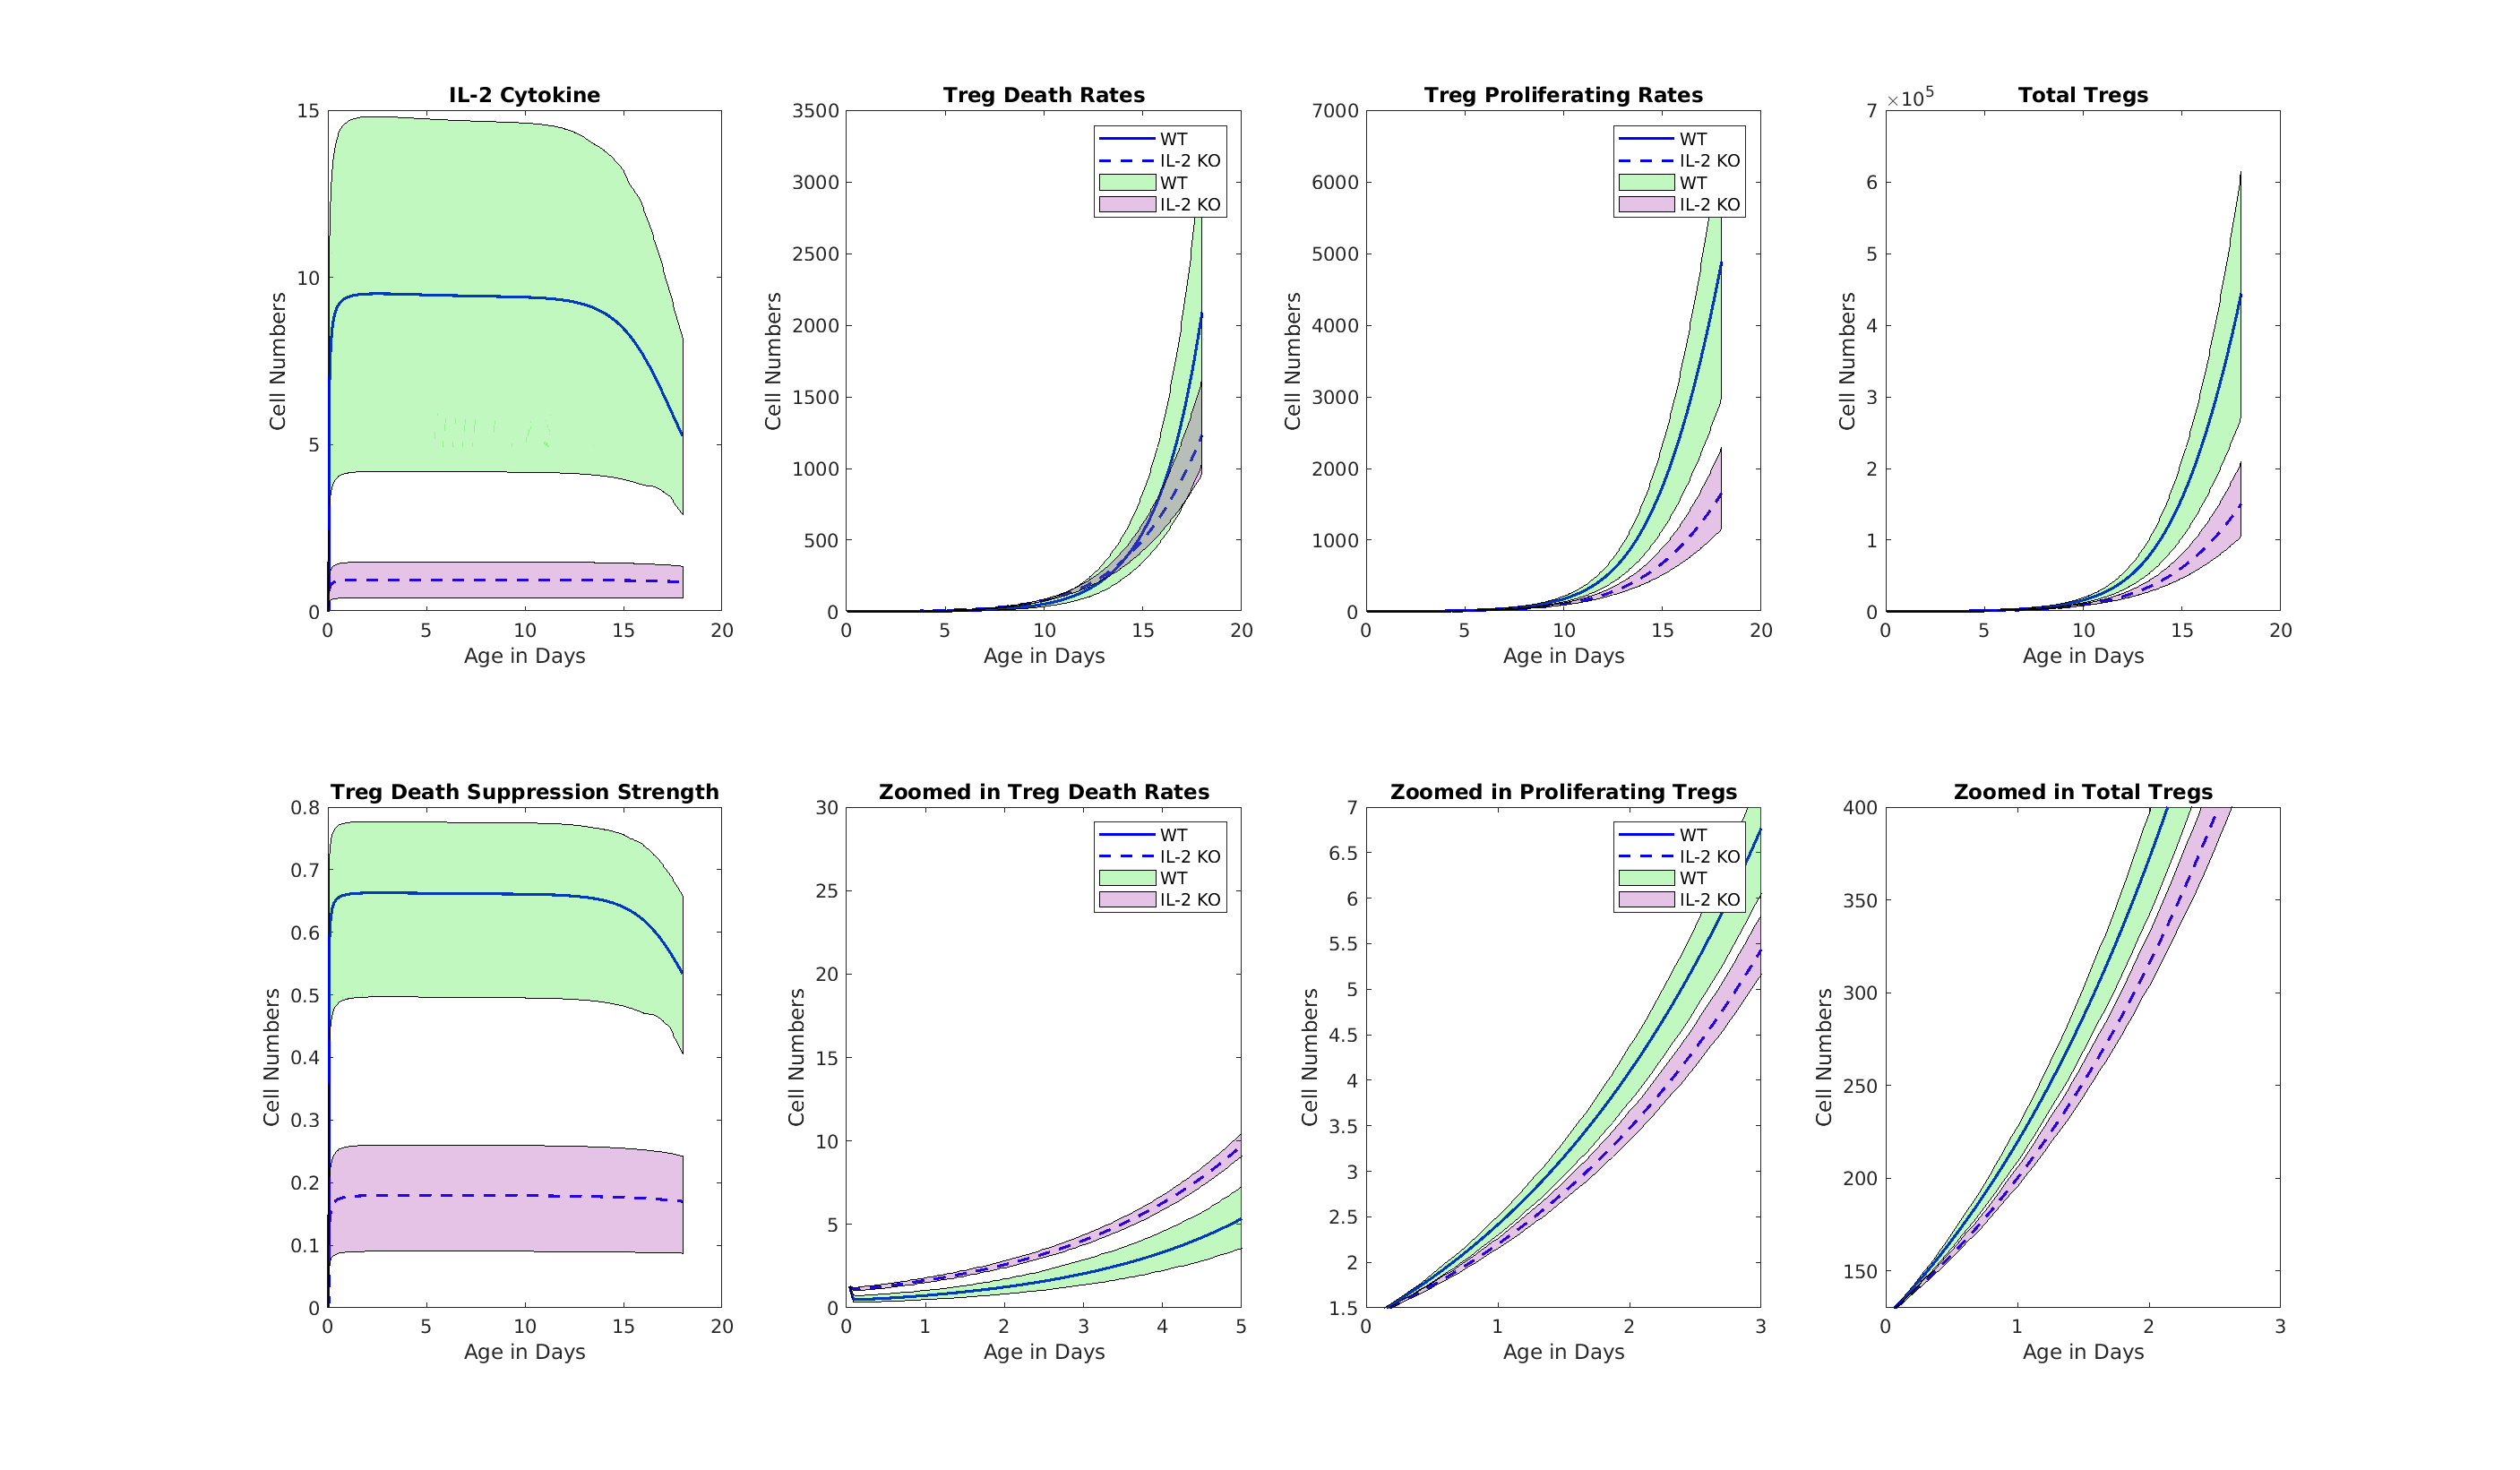 IL-2 Cytokine
15
10
5
0
0 5 10 15 20
Cell Numbers
Age in Days
Treg Death Rates
3500
3000
2500
2000
1500
1000
500
0
0 5 10 15 20
Cell Numbers
Age in Days
WT
IL-2 KO
WT
IL-2 KO
Treg Proliferating Rates
7000
6000
5000
4000
3000
2000
1000
0
0 5 10 15 20
Cell Numbers
Age in Days
WT
IL-2 KO
WT
IL-2 KO
Total Tregs
×10⁵
7
6
5
4
3
2
1
0
0 5 10 15 20
Cell Numbers
Age in Days
Treg Death Suppression Strength
0.8
0.7
0.6
0.5
0.4
0.3
0.2
0.1
0
0 5 10 15 20
Cell Numbers
Age in Days
Zoomed in Treg Death Rates
30
25
20
15
10
5
0
0 1 2 3 4 5
Cell Numbers
Age in Days
WT
IL-2 KO
WT
IL-2 KO
Zoomed in Proliferating Tregs
7
6.5
6
5.5
5
4.5
4
3.5
3
2.5
2
1.5
0 1 2 3
Cell Numbers
Age in Days
WT
IL-2 KO
WT
IL-2 KO
Zoomed in Total Tregs
400
350
300
250
200
150
0 1 2 3
Cell Numbers
Age in Days